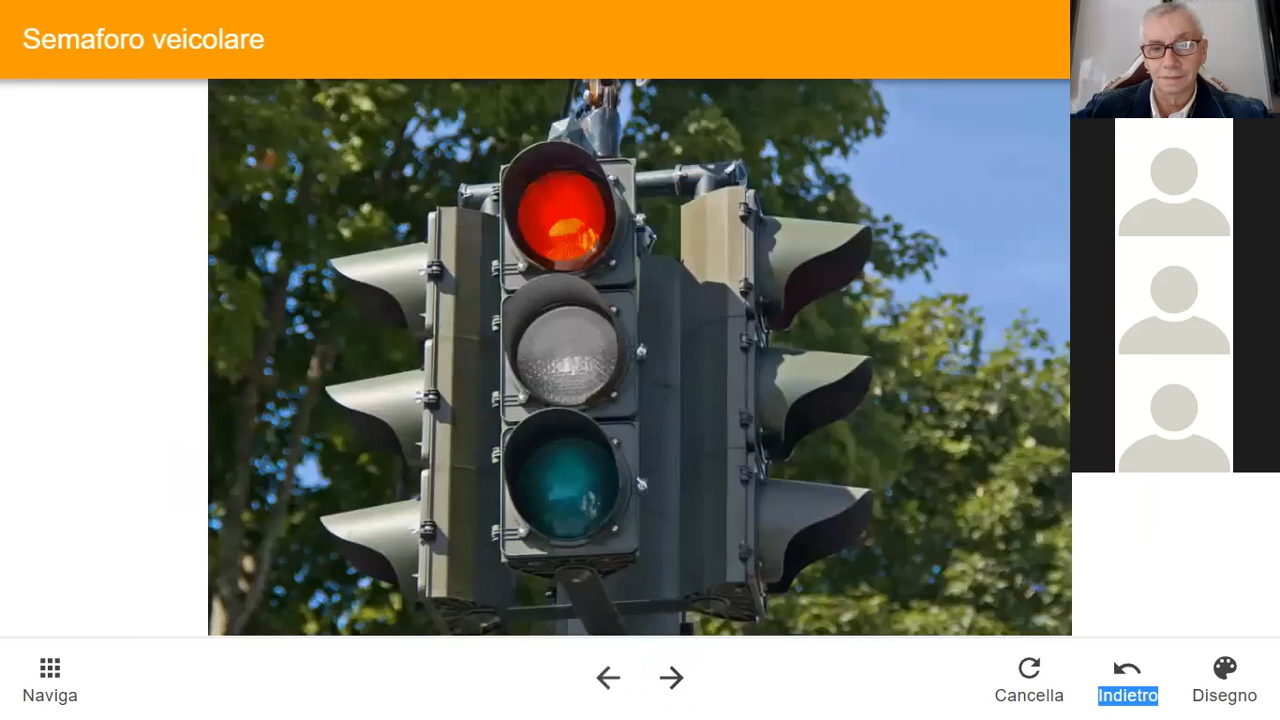 Semaforo veicolare
Naviga
Cancella
Indietro
Disegno